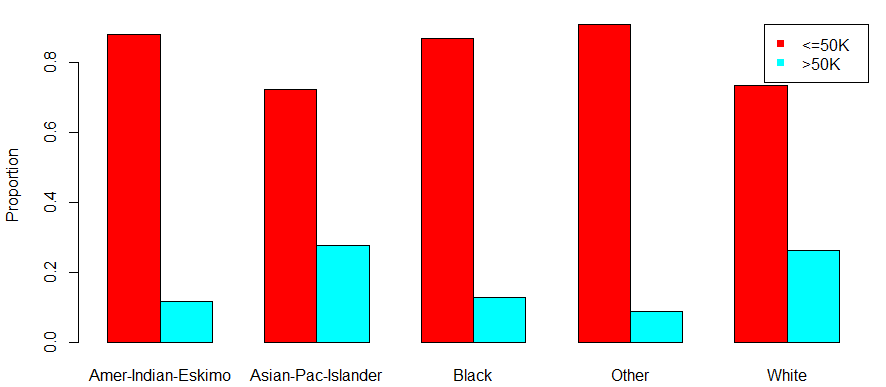 <=50K
>50K
Proportion
0.8
0.6
0.4
0.2
0.0
Amer-Indian-Eskimo Asian-Pac-Islander Black Other White